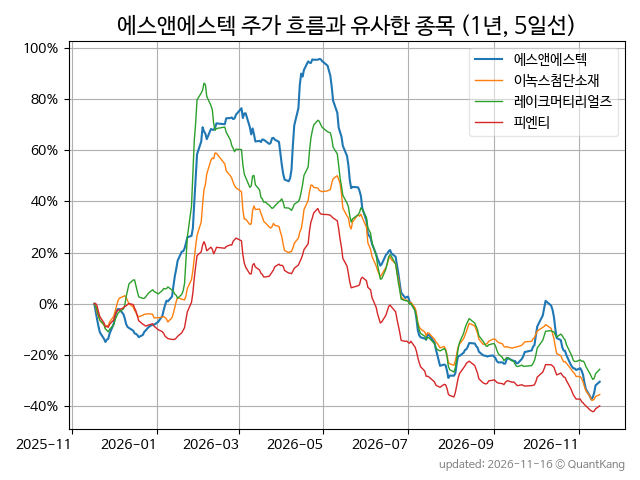 에스앤에스텍 주가 흐름과 유사한 종목 (1년, 5일선)
100%
80%
60%
40%
20%
0%
−20%
−40%
에스앤에스텍
이녹스첨단소재
레이크머티리얼즈
피엔티
2025−11
2026−01
2026−03
2026−05
2026−07
2026−09
2026−11
updated: 2026-11-16 © QuantKang